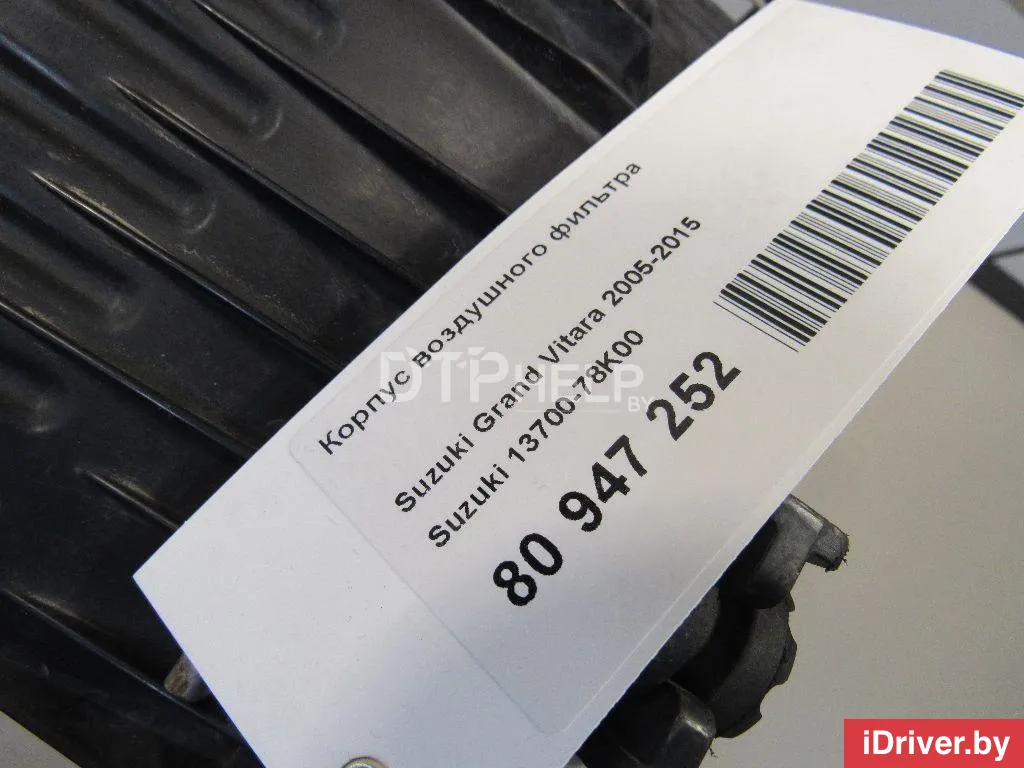 Корпус воздушного фильтра
Suzuki Grand Vitara 2005-2015
Suzuki 13700-78K00
80 947 252
DTPHELP
BY
iDriver.by